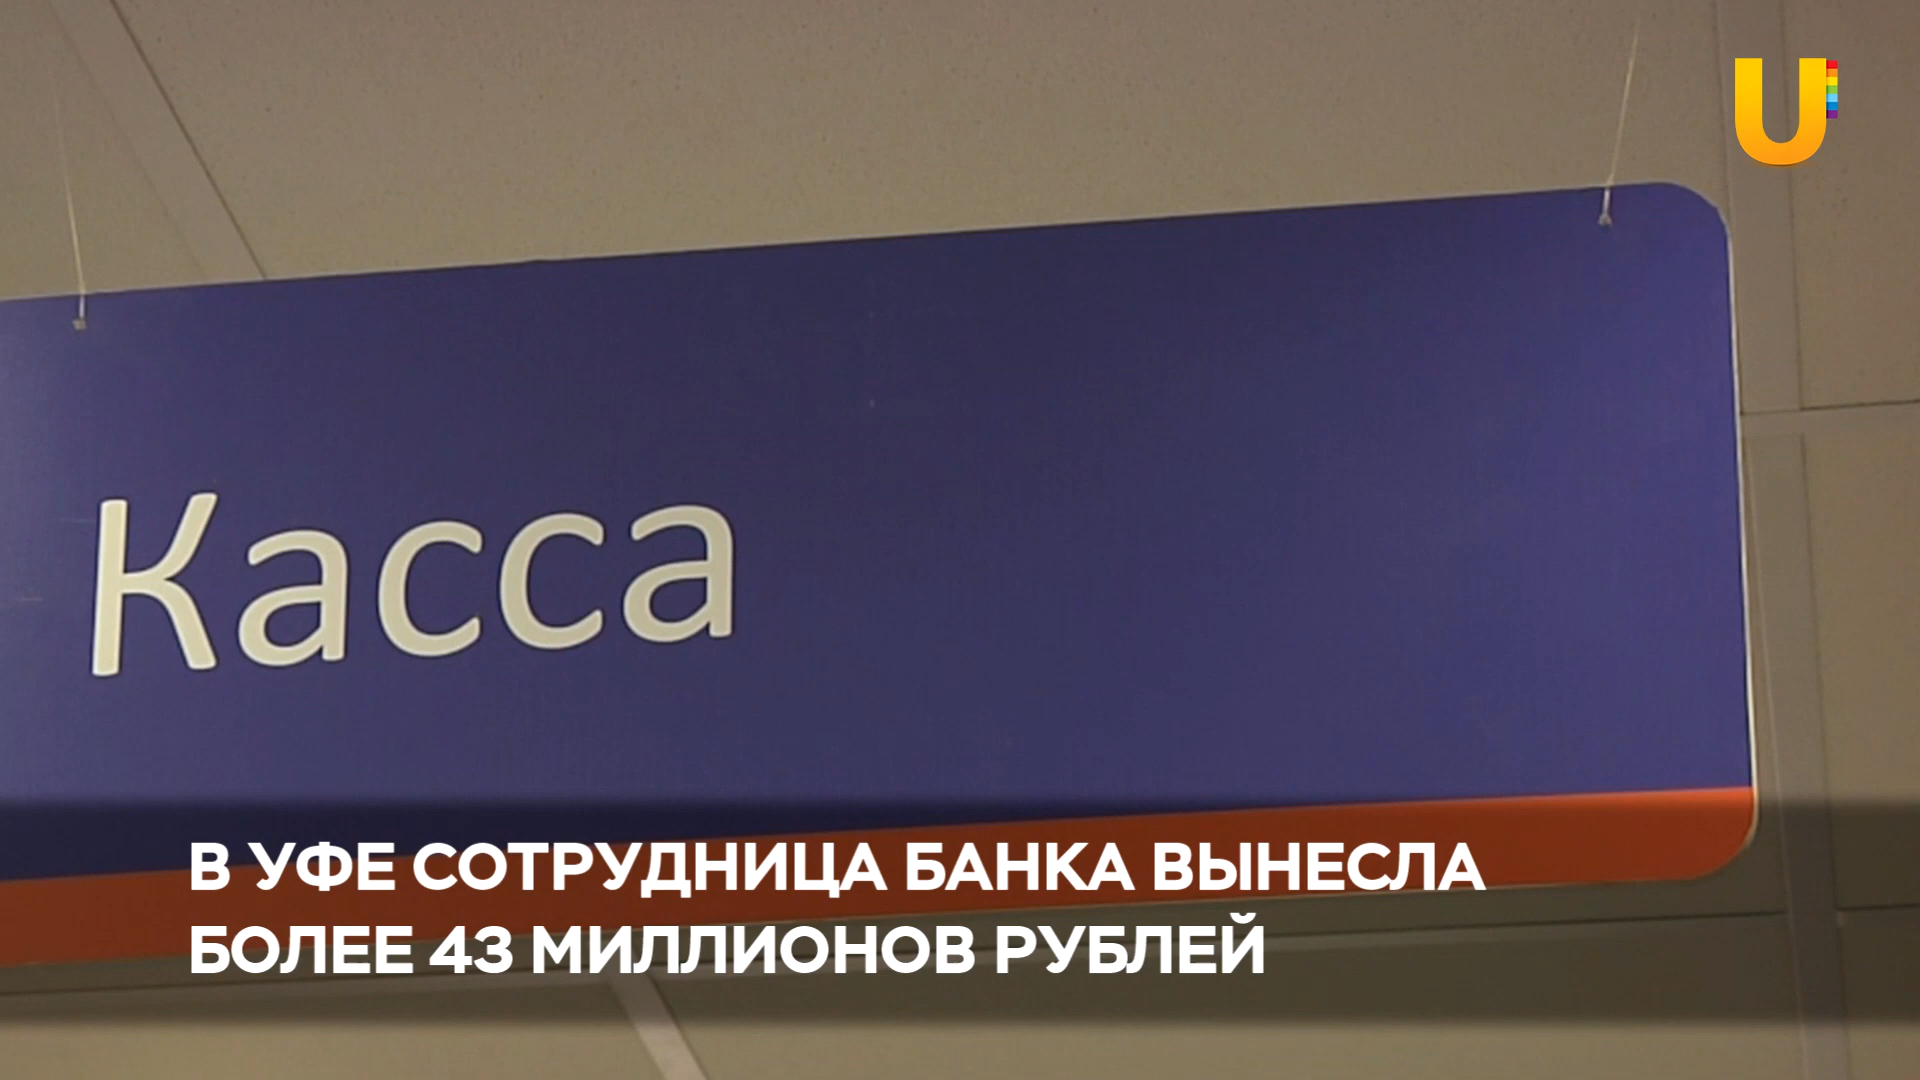 U
Касса
В УФЕ СОТРУДНИЦА БАНКА ВЫНЕСЛА
БОЛЕЕ 43 МИЛЛИОНОВ РУБЛЕЙ